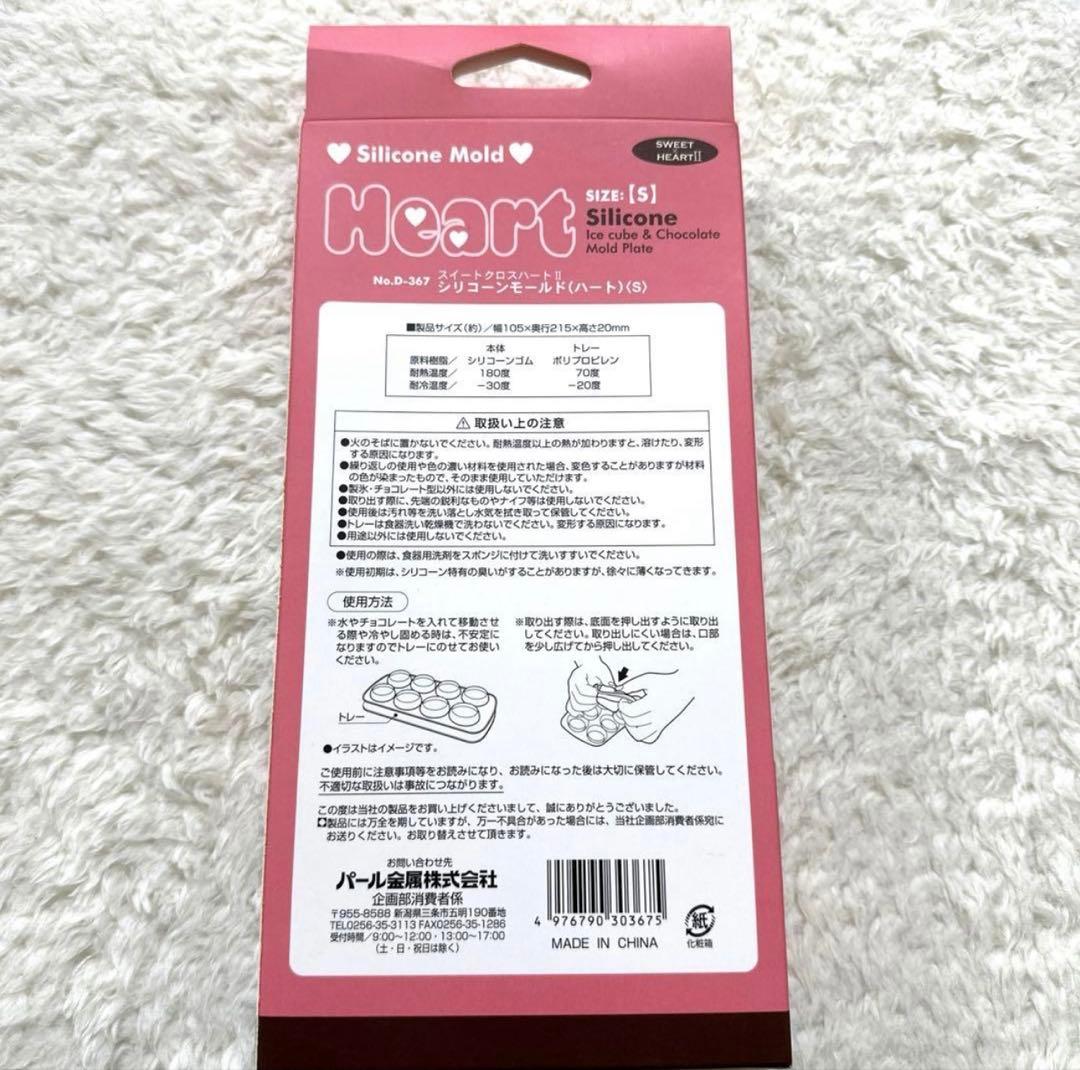 ♥Silicone Mold♥
SWEET
×
HEARTⅡ
Heart
SIZE:【S】
Silicone
Ice cube & Chocolate
Mold Plate
No.D-367
スイートクロスハートⅡ
シリコーンモールド(ハート)〈S〉
■製品サイズ(約)/幅105×奥行215×高さ20mm
本体 トレー
原料樹脂/ シリコーンゴム ポリプロピレン
耐熱温度/ 180度 70度
耐冷温度/ −30度 −20度
⚠取扱い上の注意
●火のそばに置かないでください。耐熱温度以上の熱が加わりますと、溶けたり、変形
する原因になります。
●繰り返しの使用や色の濃い材料を使用された場合、変色することがありますが材料
の色が染まったもので、そのまま使用していただけます。
●製氷・チョコレート型以外には使用しないでください。
●取り出す際に、先端の鋭利なものやナイフ等は使用しないでください。
●使用後は汚れ等を洗い落とし水気を拭き取って保管してください。
●トレーは食器洗い乾燥機で洗わないでください。変形する原因になります。
●用途以外には使用しないでください。
●使用の際は、食器用洗剤をスポンジに付けて洗いすすいでください。
※使用初期は、シリコーン特有の臭いがすることがありますが、徐々に薄くなってきます。
使用方法
※水やチョコレートを入れて移動させ
る際や冷やし固める時は、不安定に
なりますのでトレーにのせてお使い
ください。
※取り出す際は、底面を押し出すように取り出
してください。取り出しにくい場合は、口部
を少し広げてから押し出してください。
トレー
●イラストはイメージです。
ご使用前に注意事項等をお読みになり、お読みになった後は大切に保管してください。
不適切な取扱いは事故につながります。
この度は当社の製品をお買い上げくださいまして、誠にありがとうございました。
製品には万全を期していますが、万一不具合があった場合には、当社企画部消費者係宛に
お送りください。お取り替えさせて頂きます。
お問い合わせ先
パール金属株式会社
企画部消費者係
〒955-8588 新潟県三条市五明190番地
TEL0256-35-3113 FAX0256-35-1286
受付時間/9:00〜12:00・13:00〜17:00
(土・日・祝日は除く)
4 976790 303675
MADE IN CHINA
紙
化粧箱